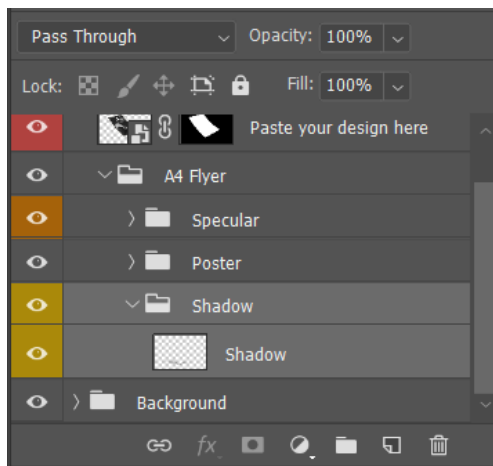 Pass Through Opacity: 100%
Lock: Fill: 100%
Paste your design here
A4 Flyer
Specular
Poster
Shadow
Shadow
Background
fx